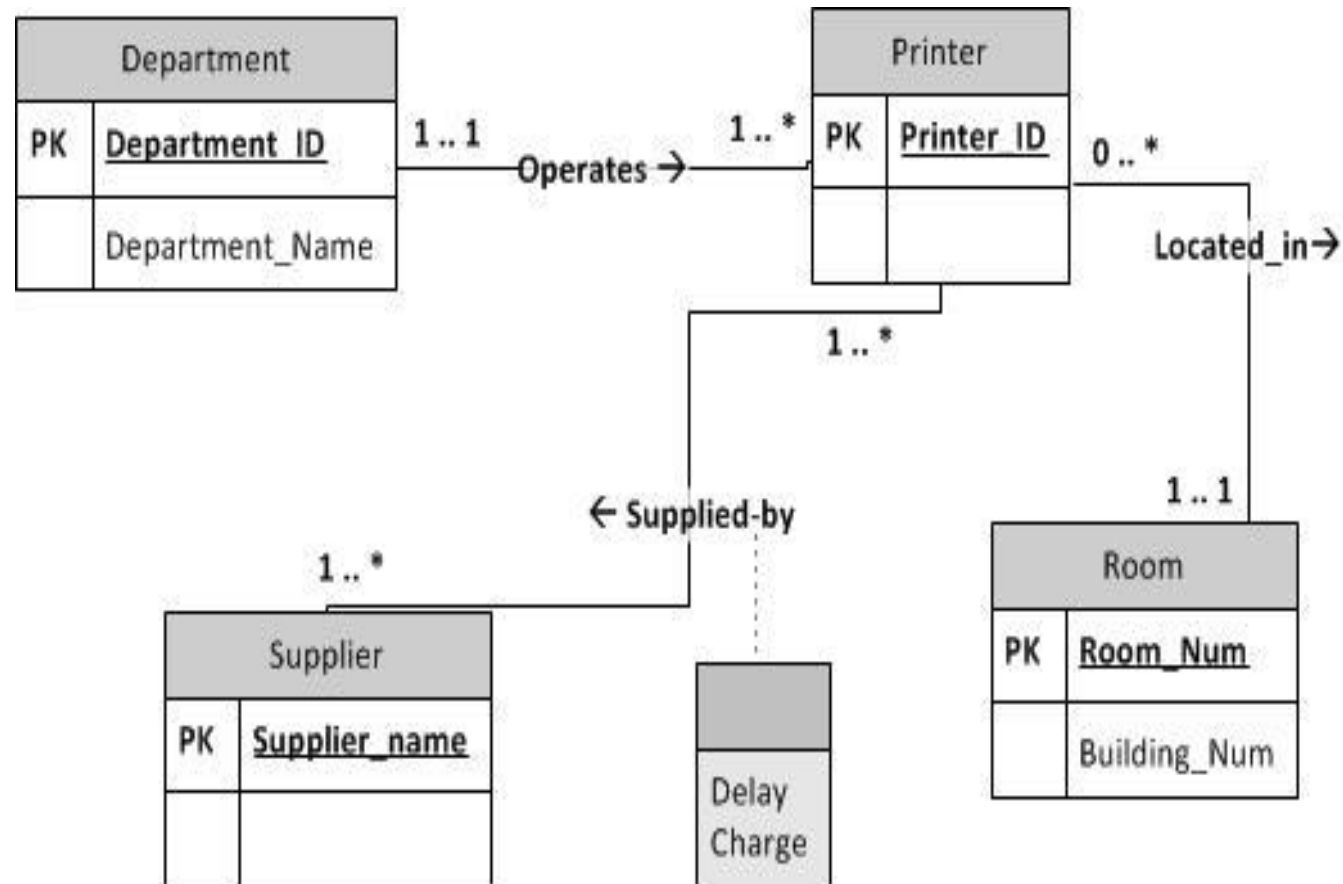 Department
PK Department_ID
Department_Name
1 .. 1
Operates →
1 .. *
Printer
PK Printer_ID
0 .. *
Located_in→
1 .. *
1 .. 1
← Supplied-by
1 .. *
Supplier
PK Supplier_name
Delay
Charge
Room
PK Room_Num
Building_Num